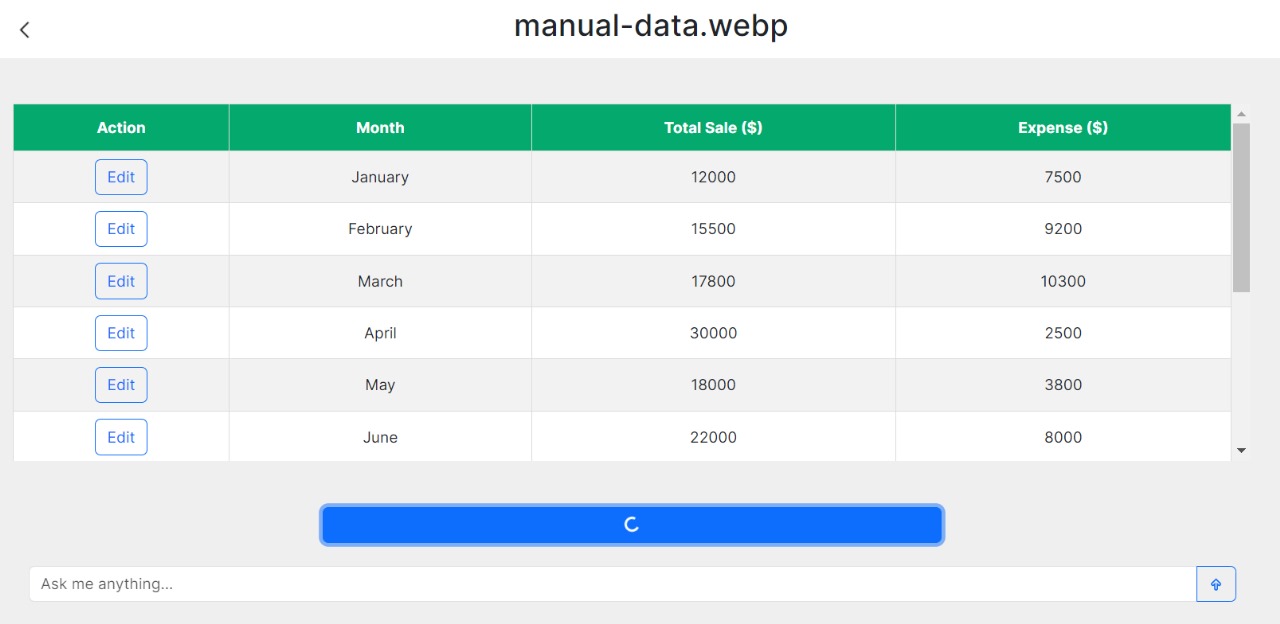 manual-data.webp
Action Month Total Sale ($) Expense ($)
Edit January 12000 7500
Edit February 15500 9200
Edit March 17800 10300
Edit April 30000 2500
Edit May 18000 3800
Edit June 22000 8000
Ask me anything...